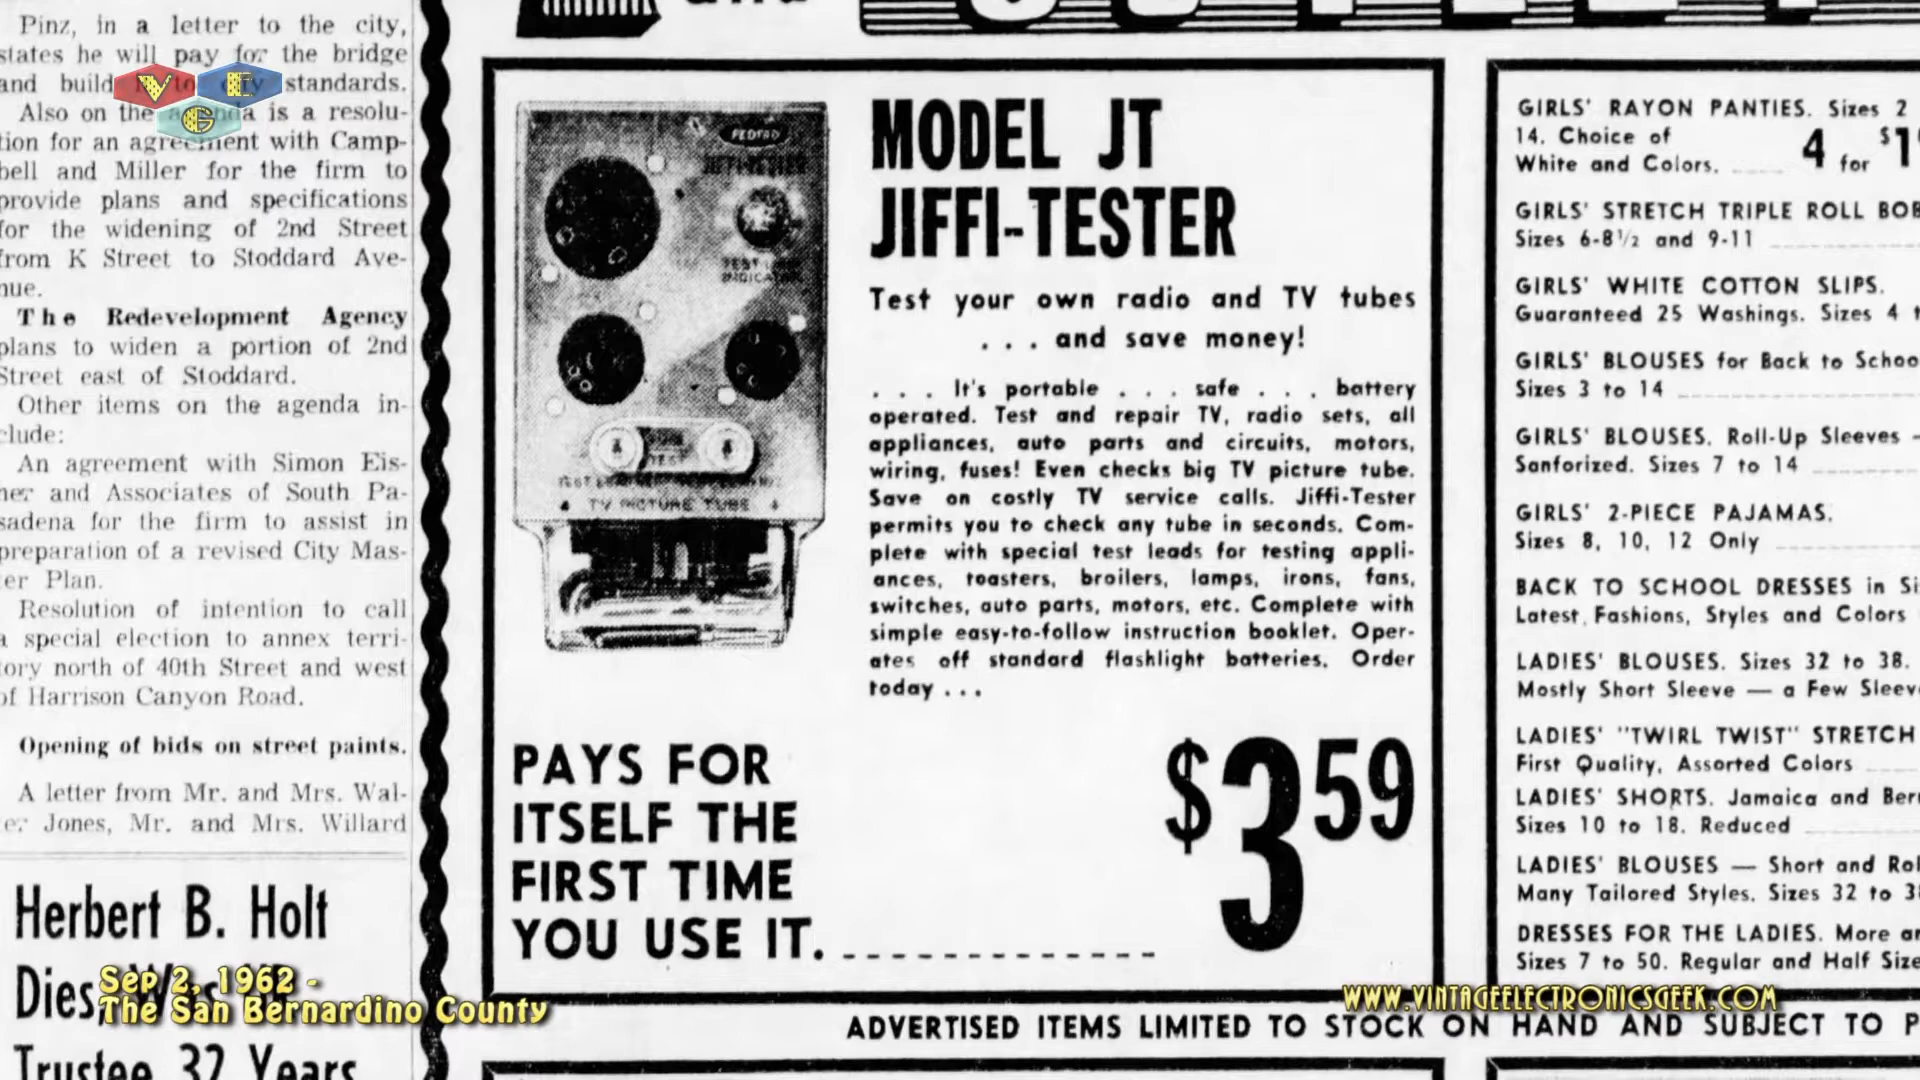 Pinz, in a letter to the city,
states he will pay for the bridge
and build to city standards.
Also on the agenda is a resolu-
tion for an agreement with Camp-
bell and Miller for the firm to
provide plans and specifications
for the widening of 2nd Street
from K Street to Stoddard Ave-
nue.
The Redevelopment Agency
plans to widen a portion of 2nd
Street east of Stoddard.
Other items on the agenda in-
clude:
An agreement with Simon Eis-
ner and Associates of South Pa-
sadena for the firm to assist in
preparation of a revised City Mas-
ter Plan.
Resolution of intention to call
a special election to annex terri-
tory north of 40th Street and west
of Harrison Canyon Road.
Opening of bids on street paints.
A letter from Mr. and Mrs. Wal-
ter Jones, Mr. and Mrs. Willard
Herbert B. Holt
Dies,
Trustee 32 Years
V E G
and
FEDTRO
JIFFI-TESTER
TEST
INDICATOR
TV PICTURE TUBE
MODEL JT
JIFFI-TESTER
Test your own radio and TV tubes
. . . and save money!
. . . It's portable . . . safe . . . battery
operated. Test and repair TV, radio sets, all
appliances, auto parts and circuits, motors,
wiring, fuses! Even checks big TV picture tube.
Save on costly TV service calls. Jiffi-Tester
permits you to check any tube in seconds. Com-
plete with special test leads for testing appli-
ances, toasters, broilers, lamps, irons, fans,
switches, auto parts, motors, etc. Complete with
simple easy-to-follow instruction booklet. Oper-
ates off standard flashlight batteries. Order
today . . .
PAYS FOR
ITSELF THE
FIRST TIME
YOU USE IT.
$3 59
GIRLS' RAYON PANTIES. Sizes 2
14. Choice of
White and Colors. 4 for $1
GIRLS' STRETCH TRIPLE ROLL BOB
Sizes 6-8½ and 9-11
GIRLS' WHITE COTTON SLIPS.
Guaranteed 25 Washings. Sizes 4 t
GIRLS' BLOUSES for Back to Schoo
Sizes 3 to 14
GIRLS' BLOUSES. Roll-Up Sleeves —
Sanforized. Sizes 7 to 14
GIRLS' 2-PIECE PAJAMAS.
Sizes 8, 10, 12 Only
BACK TO SCHOOL DRESSES in Si
Latest Fashions, Styles and Colors
LADIES' BLOUSES. Sizes 32 to 38.
Mostly Short Sleeve — a Few Sleeve
LADIES' "TWIRL TWIST" STRETCH
First Quality, Assorted Colors
LADIES' SHORTS. Jamaica and Ber
Sizes 10 to 18. Reduced
LADIES' BLOUSES — Short and Rol
Many Tailored Styles. Sizes 32 to 38
DRESSES FOR THE LADIES. More an
Sizes 7 to 50. Regular and Half Size
ADVERTISED ITEMS LIMITED TO STOCK ON HAND AND SUBJECT TO P
Sep 2, 1962 -
The San Bernardino County
WWW.VINTAGEELECTRONICSGEEK.COM